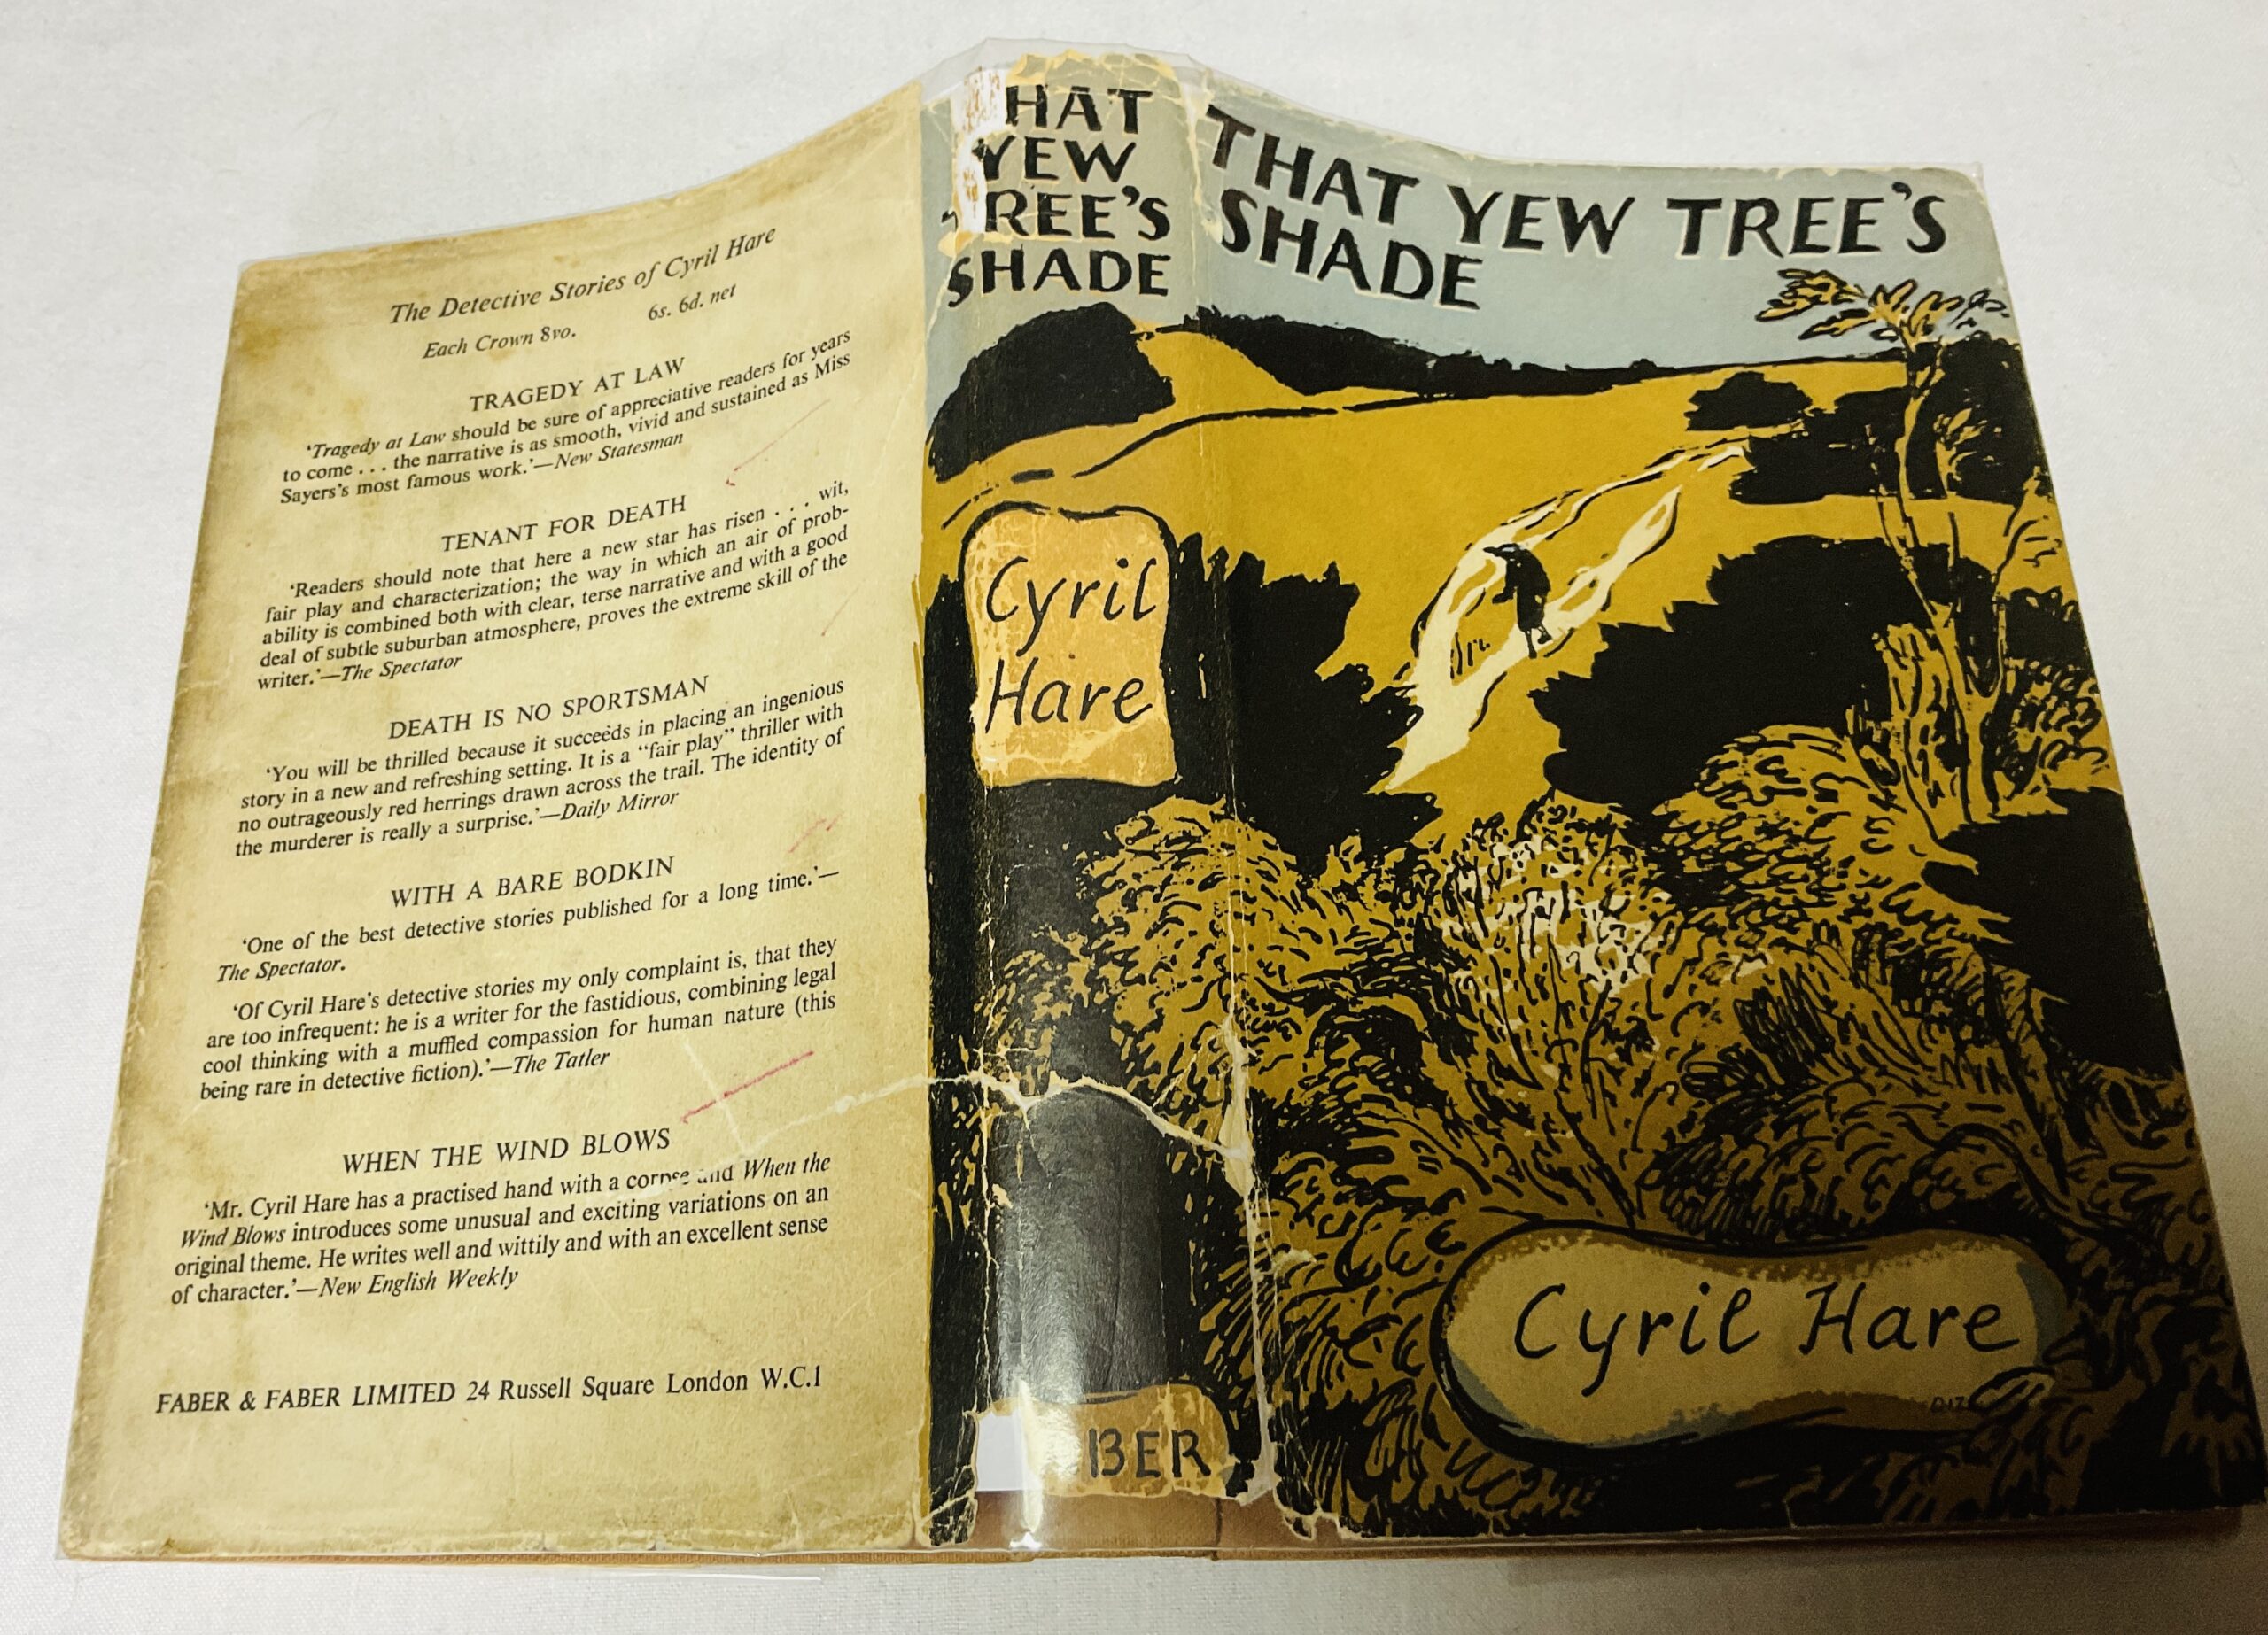 The Detective Stories of Cyril Hare
Each Crown 8vo. 6s. 6d. net
TRAGEDY AT LAW
‘Tragedy at Law should be sure of appreciative readers for years
to come . . . the narrative is as smooth, vivid and sustained as Miss
Sayers's most famous work.’—New Statesman
TENANT FOR DEATH
‘Readers should note that here a new star has risen . . . wit,
fair play and characterization; the way in which an air of prob-
ability is combined both with clear, terse narrative and with a good
deal of subtle suburban atmosphere, proves the extreme skill of the
writer.’—The Spectator
DEATH IS NO SPORTSMAN
‘You will be thrilled because it succeeds in placing an ingenious
story in a new and refreshing setting. It is a “fair play” thriller with
no outrageously red herrings drawn across the trail. The identity of
the murderer is really a surprise.’—Daily Mirror
WITH A BARE BODKIN
‘One of the best detective stories published for a long time.’—
The Spectator.
‘Of Cyril Hare's detective stories my only complaint is, that they
are too infrequent: he is a writer for the fastidious, combining legal
cool thinking with a muffled compassion for human nature (this
being rare in detective fiction).’—The Tatler
WHEN THE WIND BLOWS
‘Mr. Cyril Hare has a practised hand with a corpse and When the
Wind Blows introduces some unusual and exciting variations on an
original theme. He writes well and wittily and with an excellent sense
of character.’—New English Weekly
FABER & FABER LIMITED 24 Russell Square London W.C.1
HAT
YEW
REE'S
SHADE
Cyril
Hare
BER
THAT YEW TREE'S
SHADE
Cyril Hare